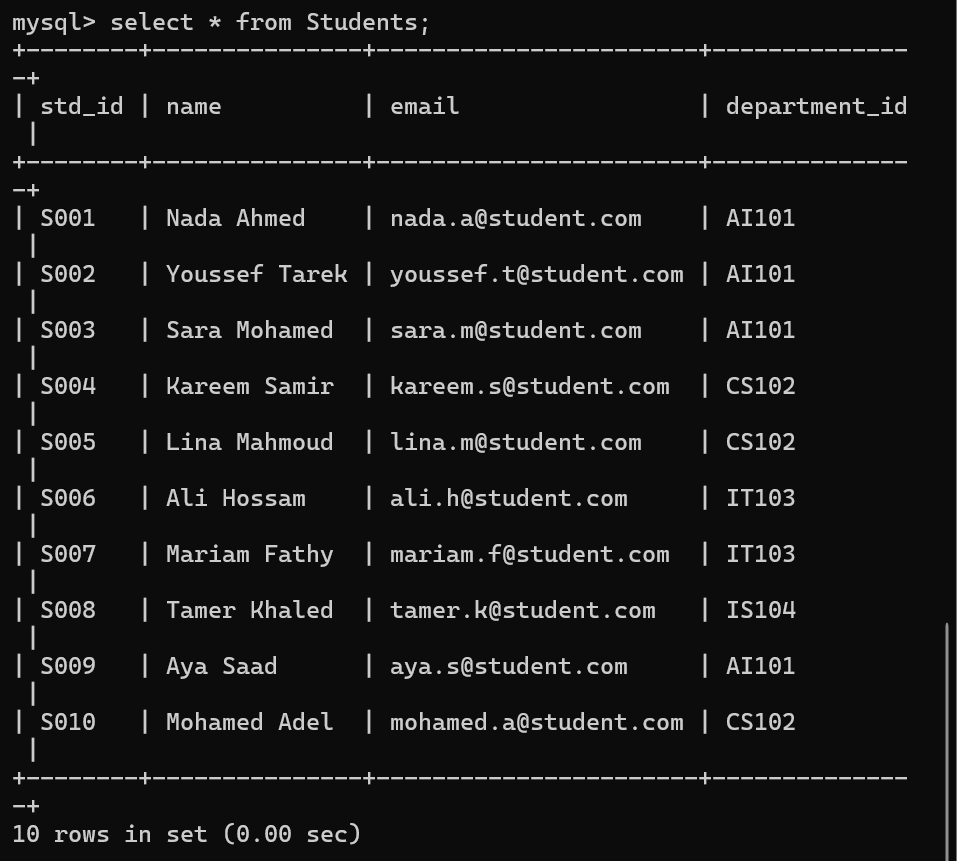 mysql> select * from Students;
+--------+---------------+-----------------------+--------------
-+
| std_id | name          | email                 | department_id
 |
+--------+---------------+-----------------------+--------------
-+
| S001   | Nada Ahmed    | nada.a@student.com    | AI101
 |
| S002   | Youssef Tarek | youssef.t@student.com | AI101
 |
| S003   | Sara Mohamed  | sara.m@student.com    | AI101
 |
| S004   | Kareem Samir  | kareem.s@student.com  | CS102
 |
| S005   | Lina Mahmoud  | lina.m@student.com    | CS102
 |
| S006   | Ali Hossam    | ali.h@student.com     | IT103
 |
| S007   | Mariam Fathy  | mariam.f@student.com  | IT103
 |
| S008   | Tamer Khaled  | tamer.k@student.com   | IS104
 |
| S009   | Aya Saad      | aya.s@student.com     | AI101
 |
| S010   | Mohamed Adel  | mohamed.a@student.com | CS102
 |
+--------+---------------+-----------------------+--------------
-+
10 rows in set (0.00 sec)